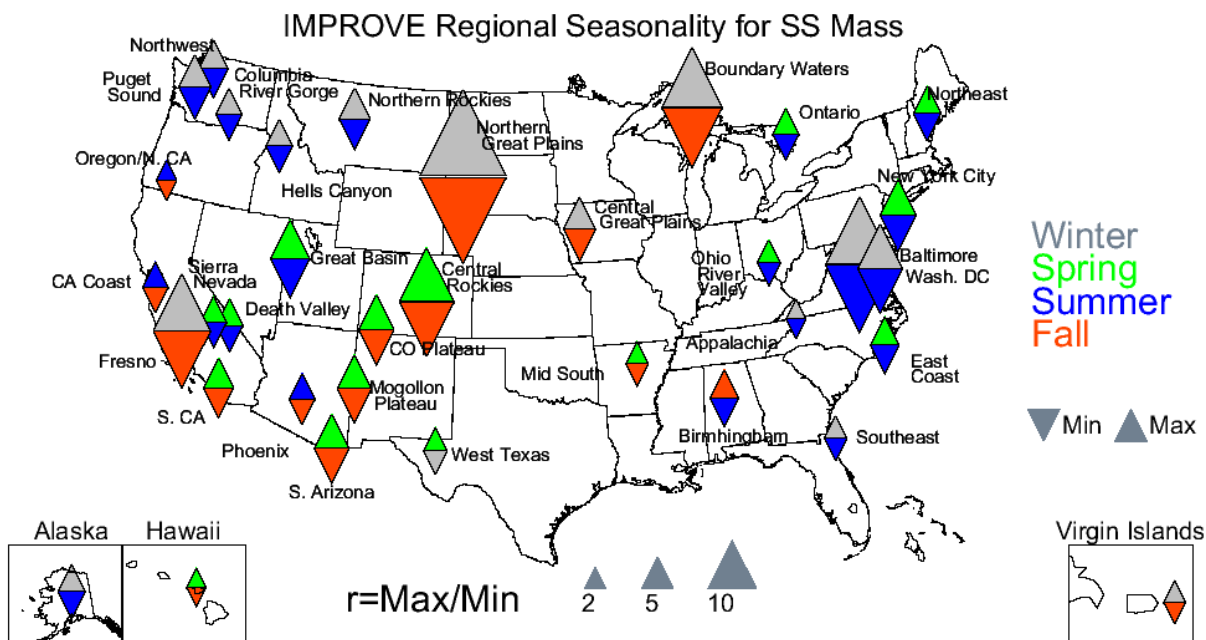 IMPROVE Regional Seasonality for SS Mass
Northwest
Puget
Sound
Columbia
River Gorge
Northern Rockies
Northern
Great Plains
Boundary Waters
Ontario
Northeast
Oregon/N. CA
Hells Canyon
New York City
Central
Great Plains
CA Coast
Sierra
Nevada
Great Basin
Central
Rockies
Ohio
River
Valley
Baltimore
Wash. DC
Death Valley
Fresno
CO Plateau
Appalachia
East
Coast
S. CA
Mogollon
Plateau
Mid South
Phoenix
West Texas
Birmhingham
Southeast
S. Arizona
Winter
Spring
Summer
Fall
Min
Max
Alaska
Hawaii
Virgin Islands
r=Max/Min
2 5 10